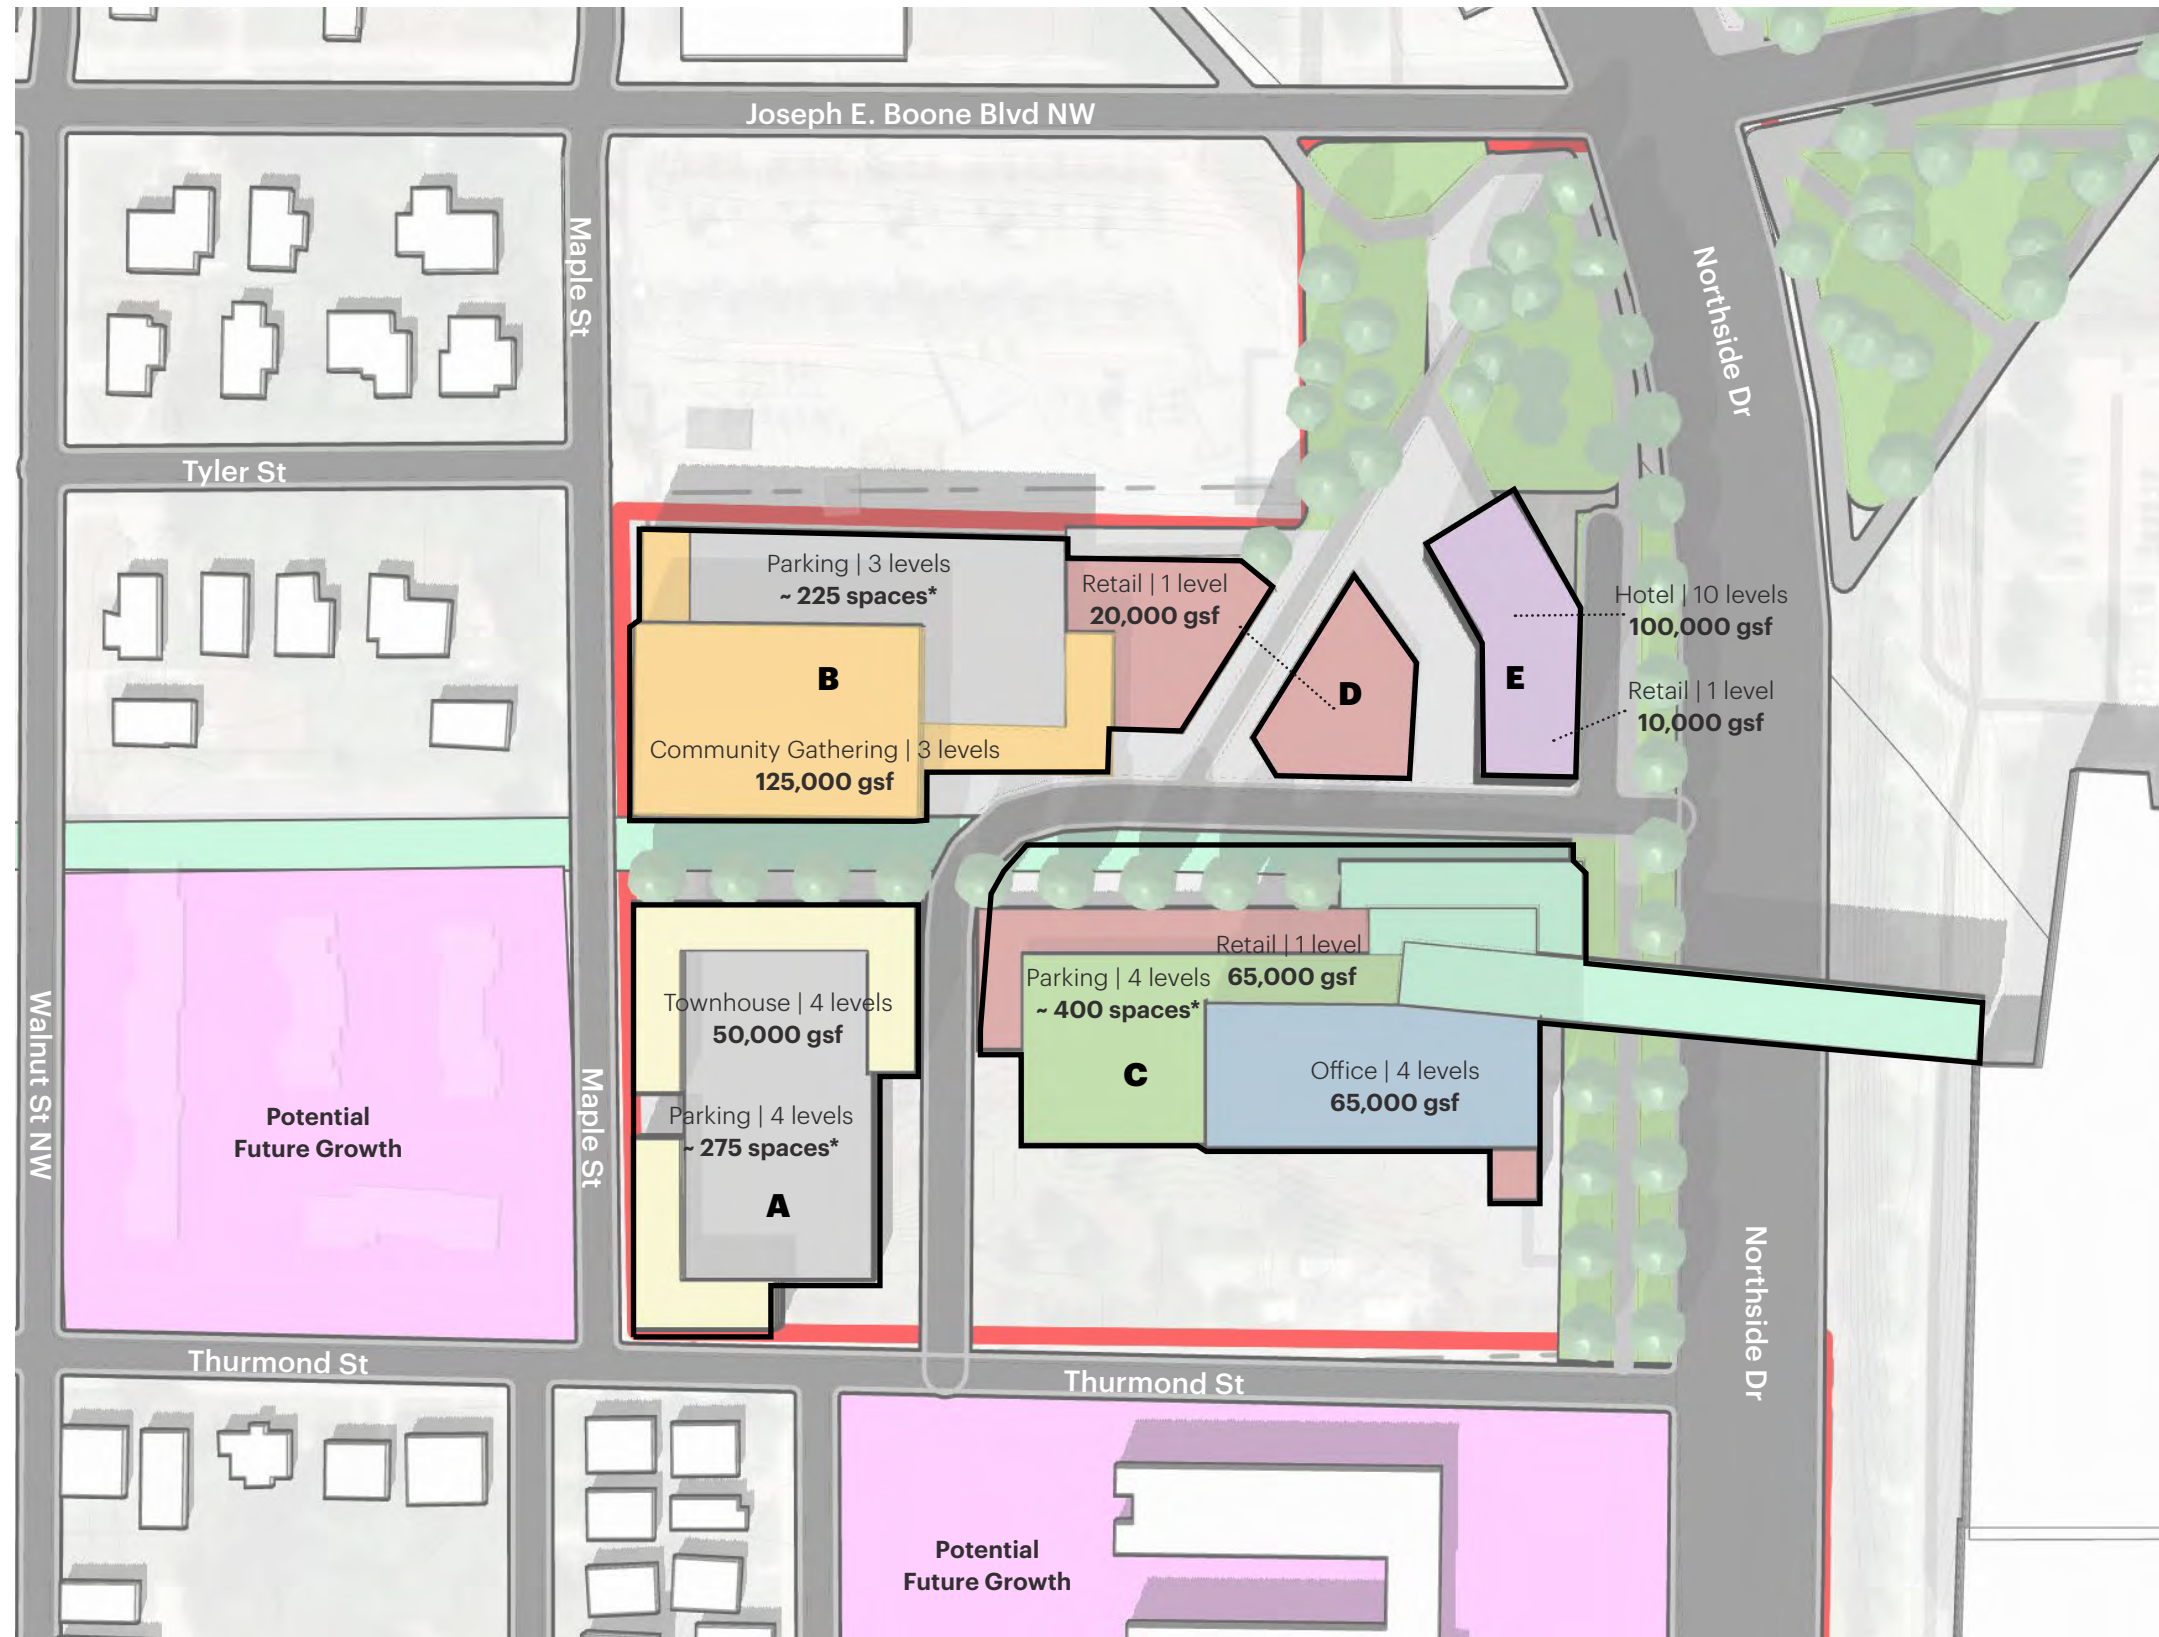 Joseph E. Boone Blvd NW
Maple St
Northside Dr
Tyler St
Parking | 3 levels
~ 225 spaces*
Retail | 1 level
20,000 gsf
Hotel | 10 levels
100,000 gsf
B
D
E
Retail | 1 level
10,000 gsf
Community Gathering | 3 levels
125,000 gsf
Retail | 1 level
65,000 gsf
Parking | 4 levels
~ 400 spaces*
Townhouse | 4 levels
50,000 gsf
Walnut St NW
Maple St
C
Office | 4 levels
65,000 gsf
Potential
Future Growth
Parking | 4 levels
~ 275 spaces*
A
Northside Dr
Thurmond St
Thurmond St
Potential
Future Growth